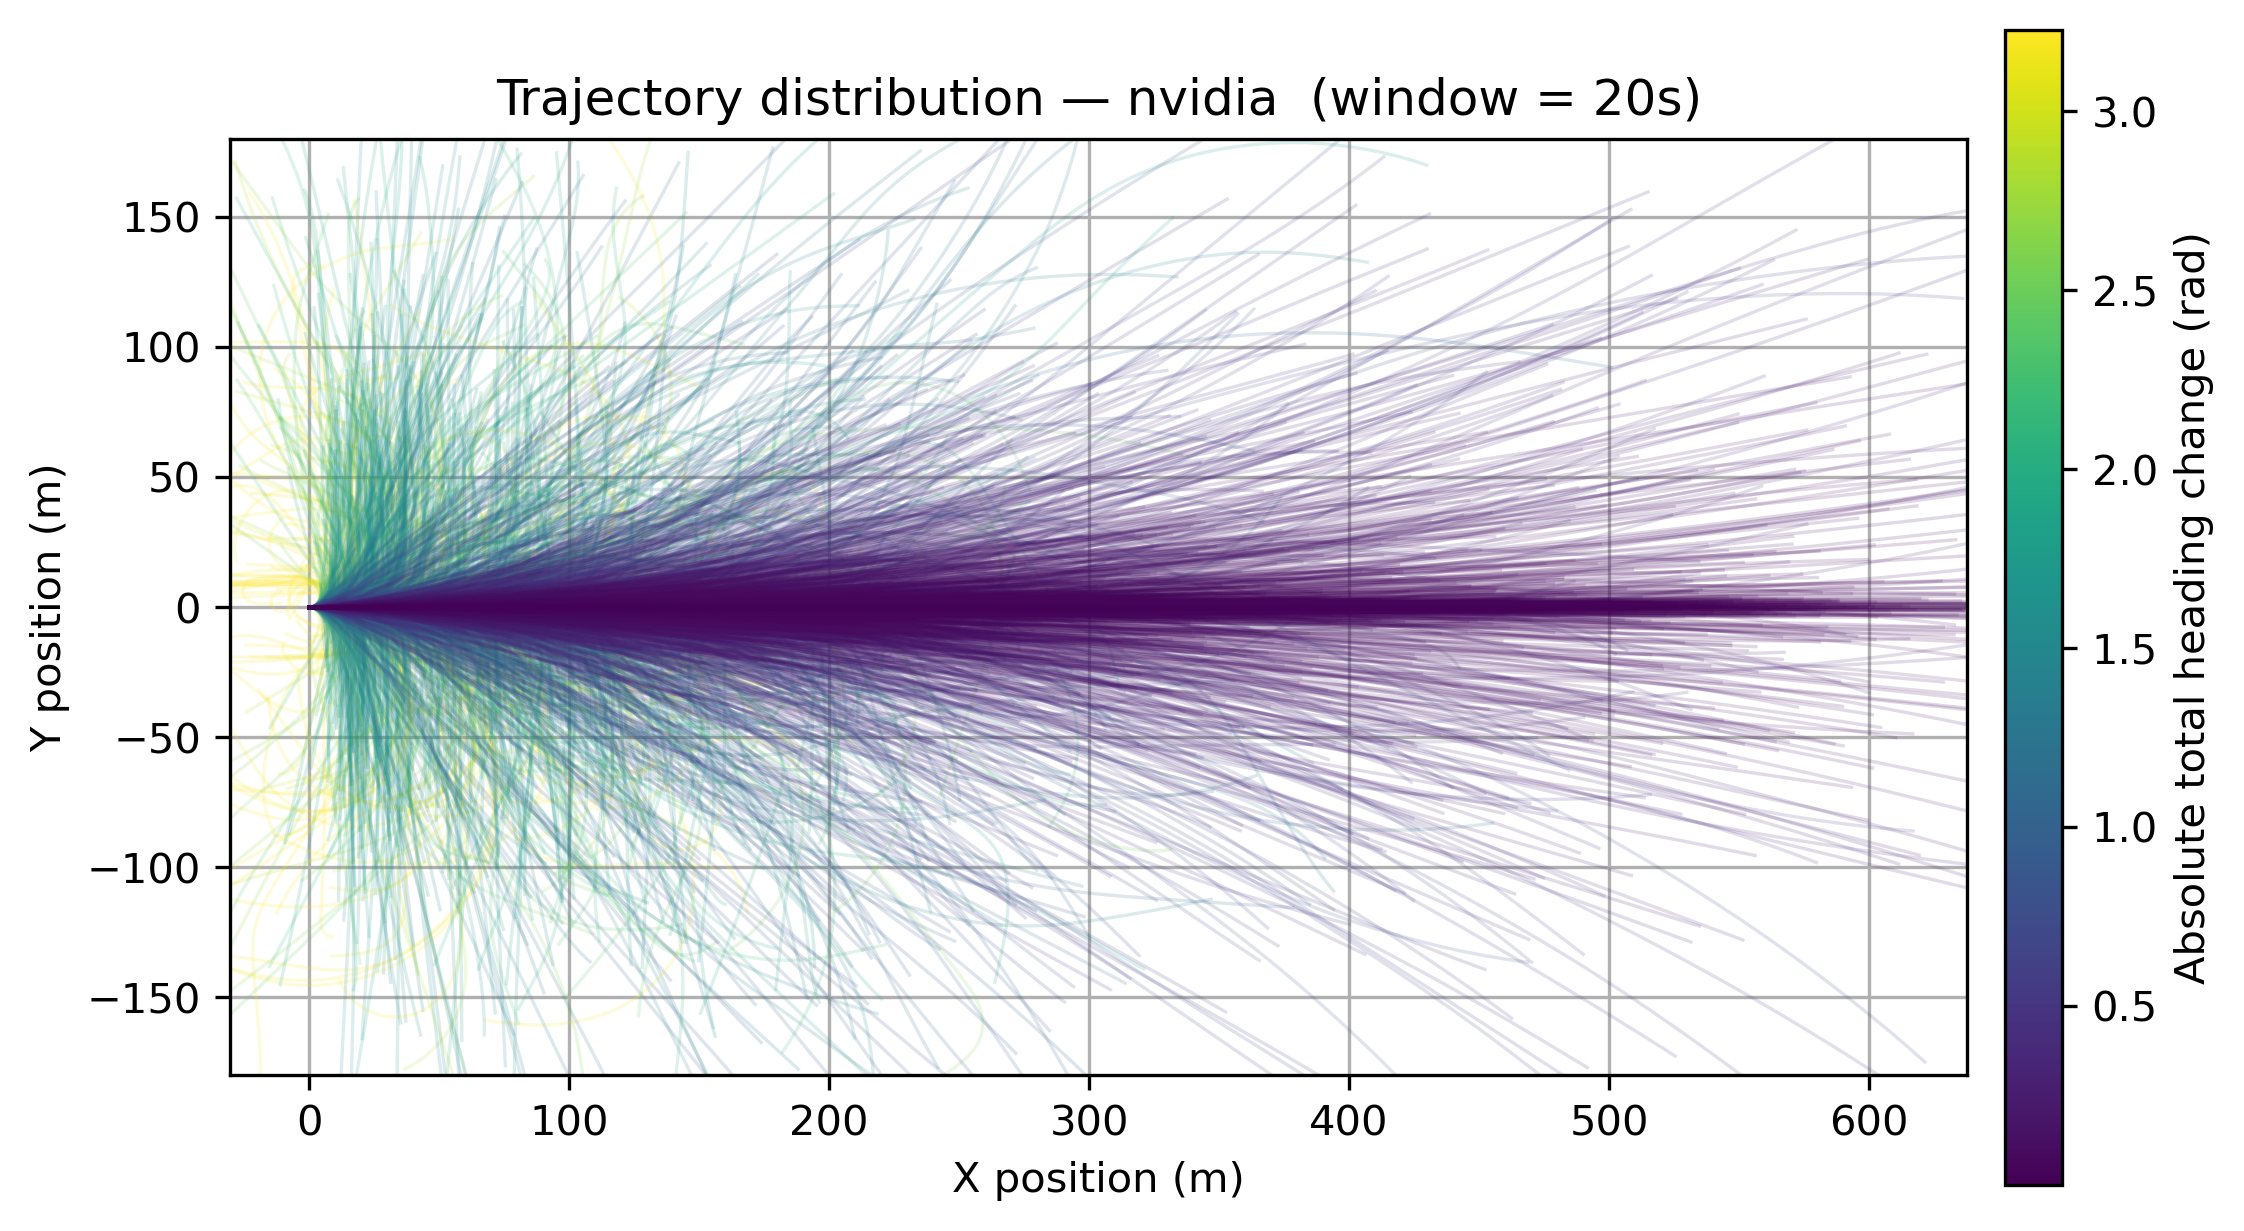 Trajectory distribution — nvidia  (window = 20s)
Y position (m)
150
100
50
0
−50
−100
−150
0 100 200 300 400 500 600
X position (m)
3.0
2.5
2.0
1.5
1.0
0.5
Absolute total heading change (rad)